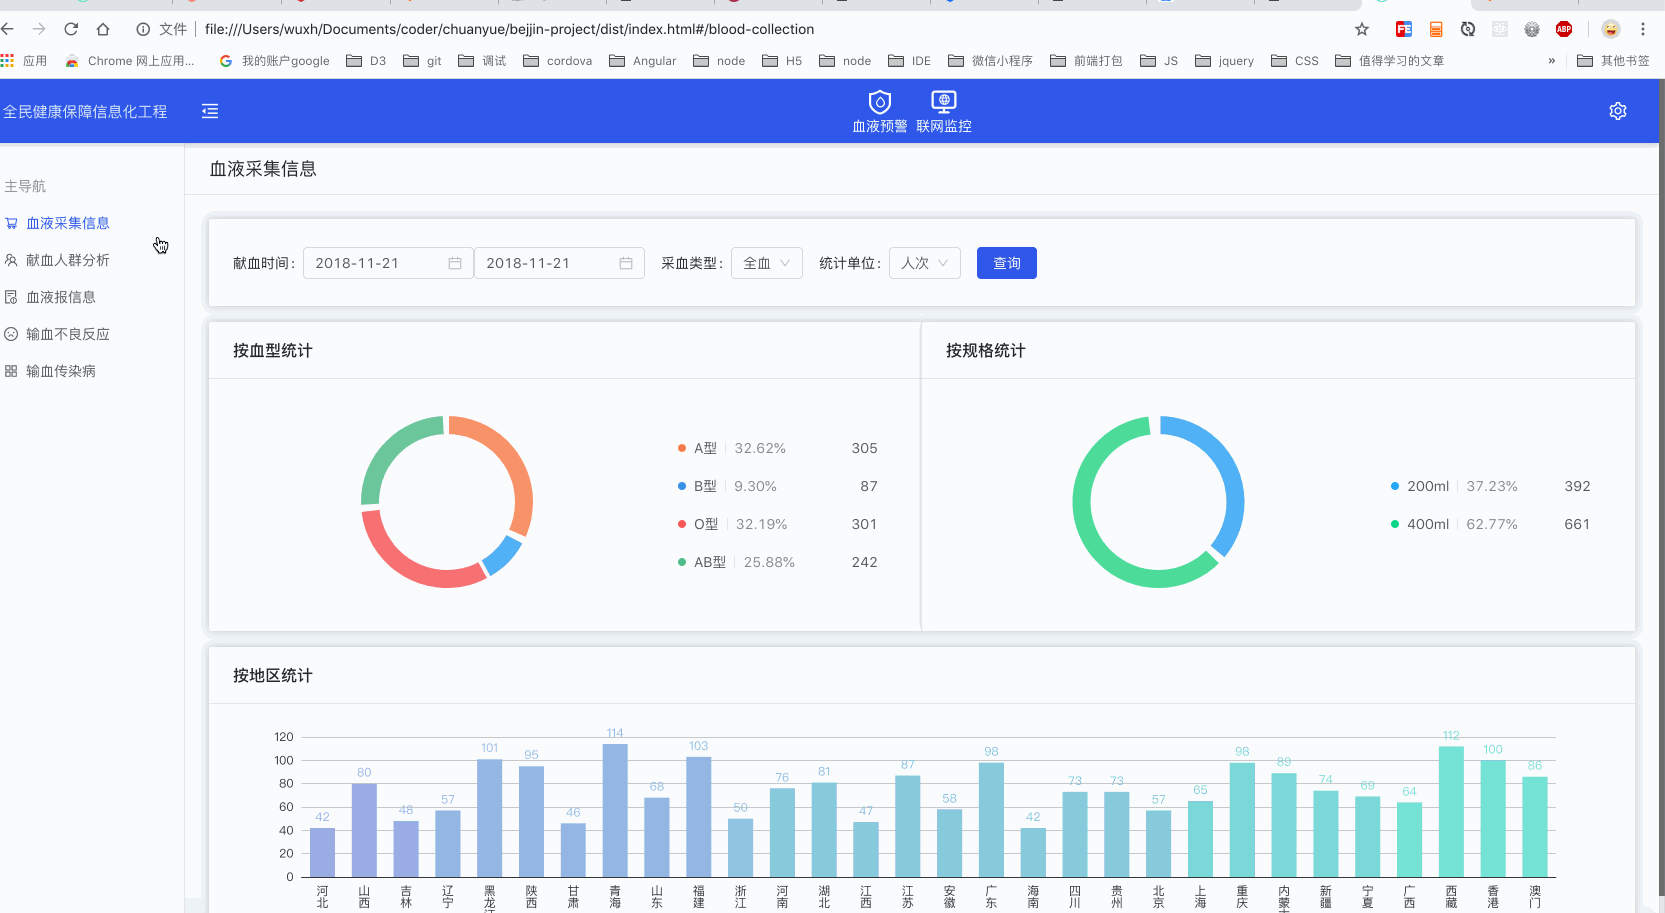 文件 file:///Users/wuxh/Documents/coder/chuanyue/beijin-project/dist/index.html#/blood-collection
应用 Chrome 网上应用... 我的账户google D3 git 调试 cordova Angular node H5 node IDE 微信小程序 前端打包 JS jquery CSS 值得学习的文章 » 其他书签
全民健康保障信息化工程
血液预警 联网监控
主导航
血液采集信息
献血人群分析
血液报信息
输血不良反应
输血传染病
血液采集信息
献血时间: 2018-11-21 2018-11-21 采血类型: 全血 统计单位: 人次 查询
按血型统计
A型 32.62% 305
B型 9.30% 87
O型 32.19% 301
AB型 25.88% 242
按规格统计
200ml 37.23% 392
400ml 62.77% 661
按地区统计
120
100
80
60
40
20
0
42 80 48 57 101 95 46 114 68 103 50 76 81 47 87 58 98 42 73 73 57 65 98 89 74 69 64 112 100 86
河北 山西 吉林 辽宁 黑龙江 陕西 甘肃 青海 山东 福建 浙江 河南 湖北 江西 江苏 安徽 广东 海南 四川 贵州 北京 上海 重庆 内蒙古 新疆 宁夏 广西 西藏 香港 澳门